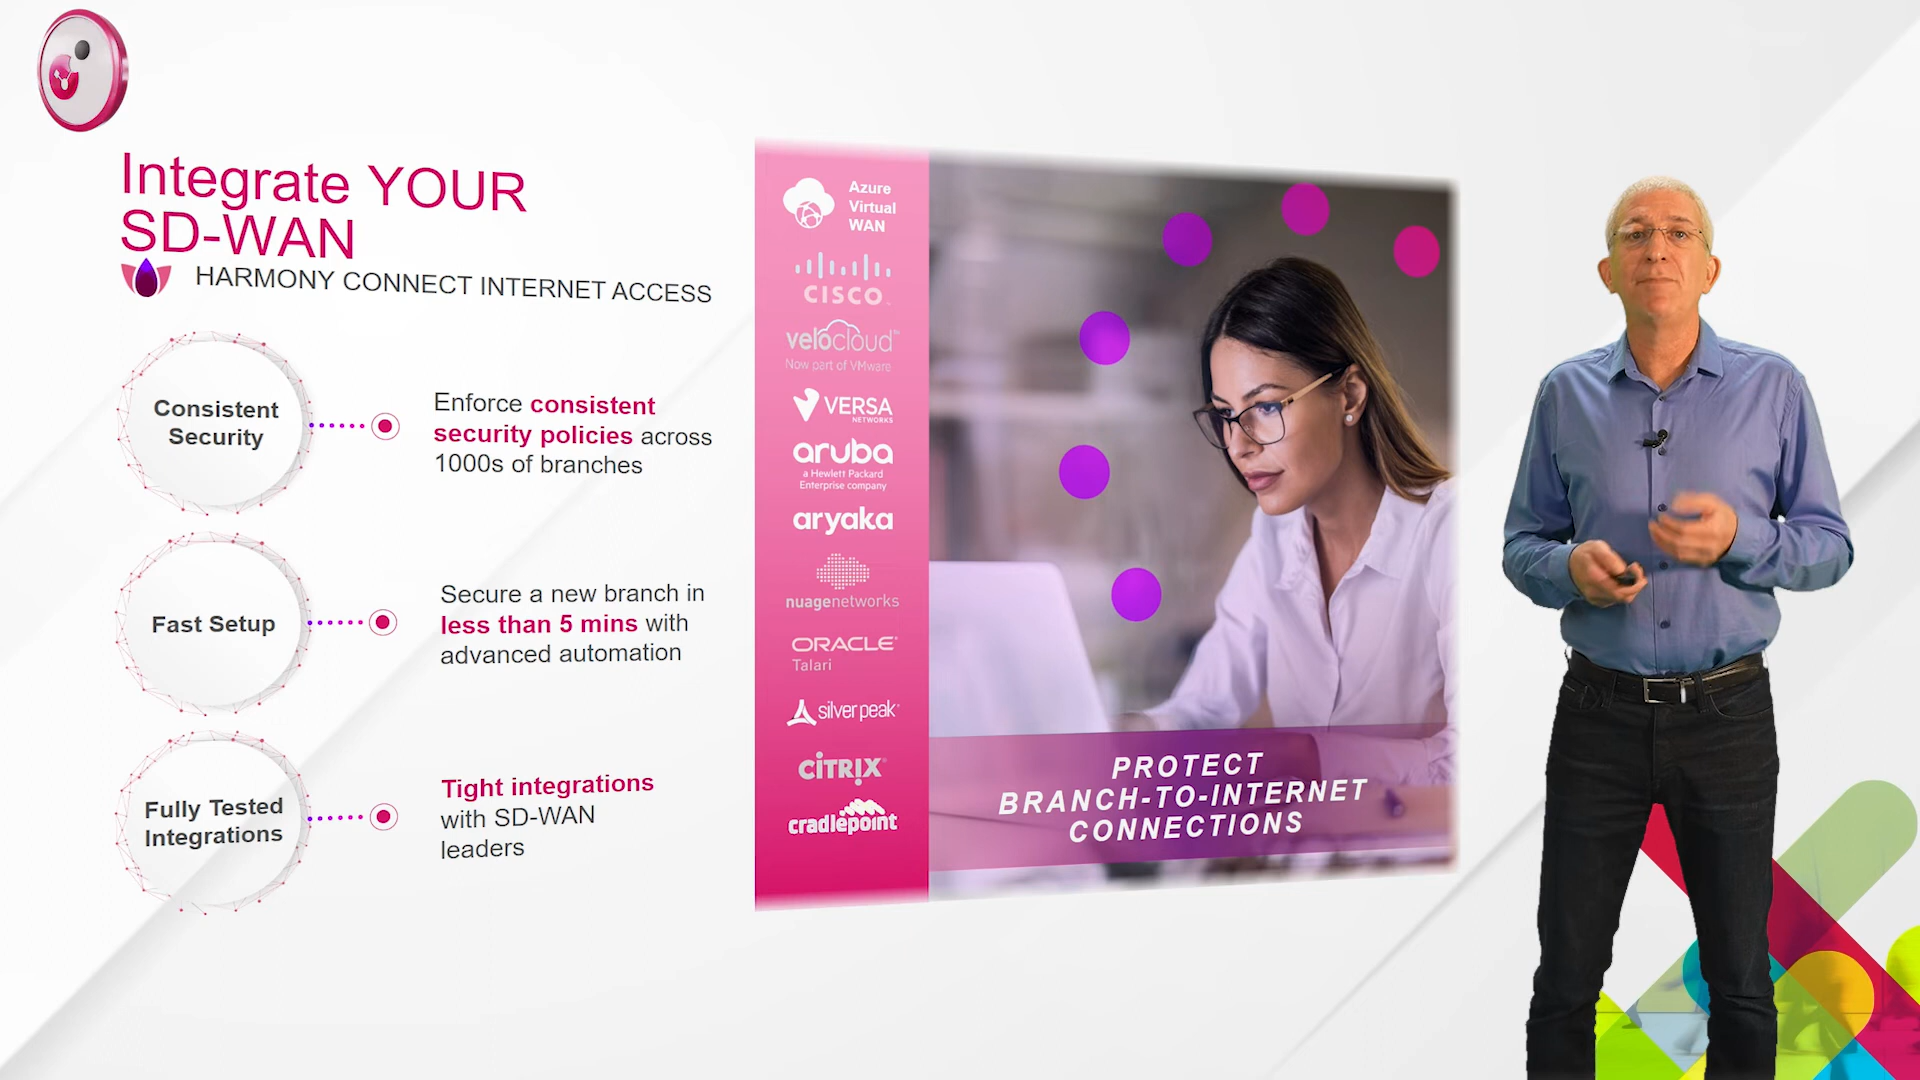 Integrate YOUR
SD-WAN
HARMONY CONNECT INTERNET ACCESS
Consistent
Security
Enforce consistent
security policies across
1000s of branches
Fast Setup
Secure a new branch in
less than 5 mins with
advanced automation
Fully Tested
Integrations
Tight integrations
with SD-WAN
leaders
Azure
Virtual
WAN
CISCO
velocloud
Now part of VMware
VERSA
NETWORKS
aruba
a Hewlett Packard
Enterprise company
aryaka
nuagenetworks
ORACLE
Talari
silver peak
CITRIX
cradlepoint
PROTECT
BRANCH-TO-INTERNET
CONNECTIONS